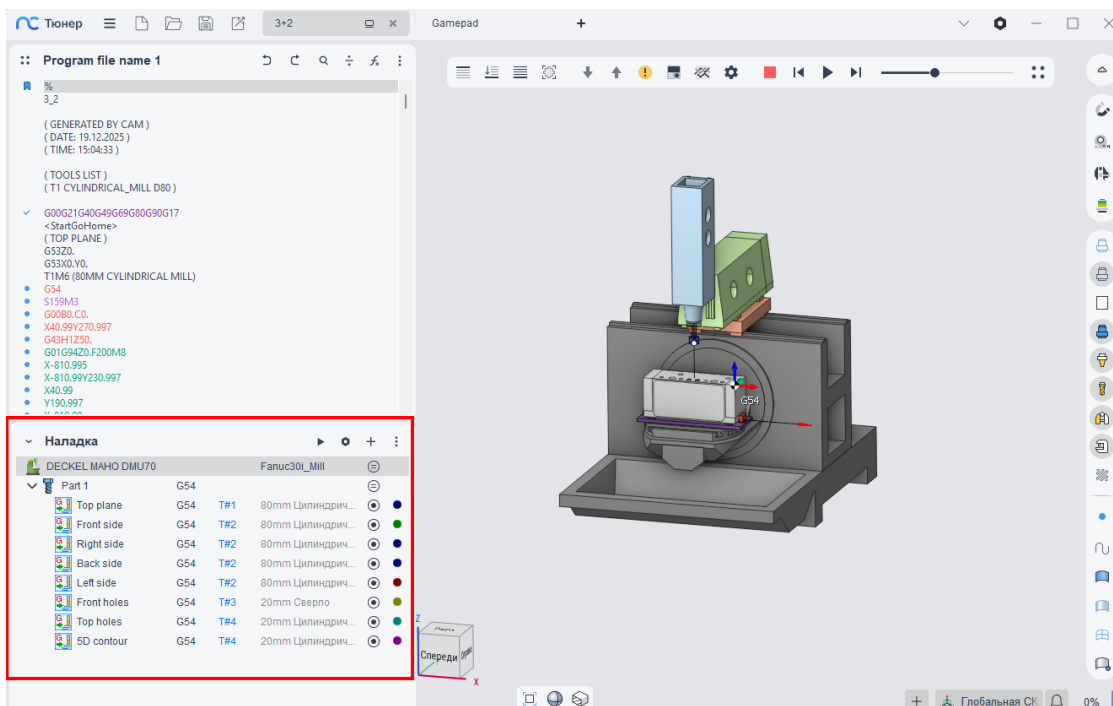 Тюнер
3+2
Gamepad
Program file name 1
%
3_2
( GENERATED BY CAM )
( DATE: 19.12.2025 )
( TIME: 15:04:33 )
( TOOLS LIST )
( T1 CYLINDRICAL_MILL D80 )
G00G21G40G49G69G80G90G17
<StartGoHome>
( TOP PLANE )
G53Z0.
G53X0.Y0.
T1M6 (80MM CYLINDRICAL MILL)
G54
S159M3
G00B0.C0.
X40.99Y270.997
G43H1Z50.
G01G94Z0.F200M8
X-810.995
X-810.99Y230.997
X40.99
Y190.997
Наладка
DECKEL MAHO DMU70 Fanuc30i_Mill
Part 1 G54
Top plane G54 T#1 80mm Цилиндрич...
Front side G54 T#2 80mm Цилиндрич...
Right side G54 T#2 80mm Цилиндрич...
Back side G54 T#2 80mm Цилиндрич...
Left side G54 T#2 80mm Цилиндрич...
Front holes G54 T#3 20mm Сверло
Top holes G54 T#4 20mm Цилиндрич...
5D contour G54 T#4 20mm Цилиндрич...
G54
Z
Спереди
X
Глобальная СК
0%